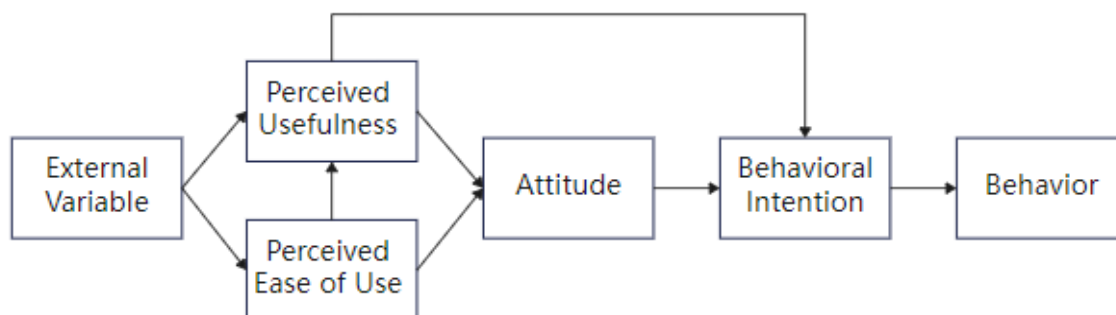 External
Variable
Perceived
Usefulness
Perceived
Ease of Use
Attitude
Behavioral
Intention
Behavior